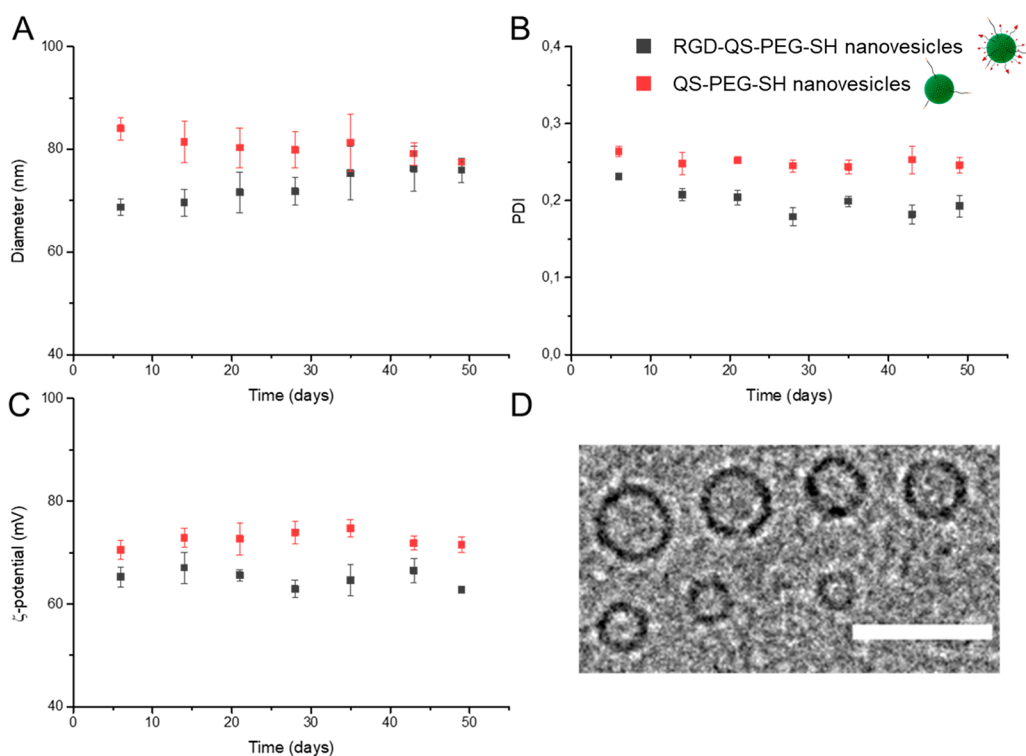 A
100
80
60
40
Diameter (nm)
0
10
20
30
40
50
Time (days)
B
0,4
0,3
0,2
0,1
0,0
PDI
RGD-QS-PEG-SH nanovesicles
QS-PEG-SH nanovesicles
0
10
20
30
40
50
Time (days)
C
100
80
60
40
ζ-potential (mV)
0
10
20
30
40
50
Time (days)
D